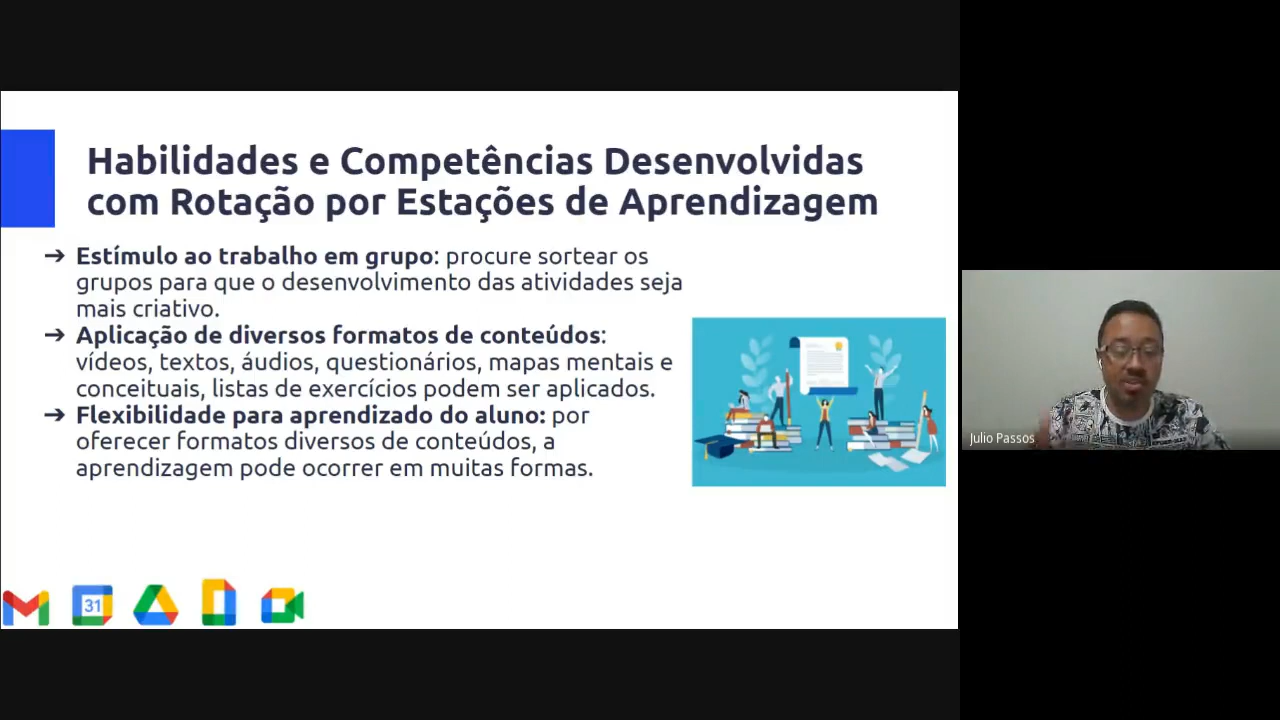 Habilidades e Competências Desenvolvidas
com Rotação por Estações de Aprendizagem
➔ Estímulo ao trabalho em grupo: procure sortear os
grupos para que o desenvolvimento das atividades seja
mais criativo.
➔ Aplicação de diversos formatos de conteúdos:
vídeos, textos, áudios, questionários, mapas mentais e
conceituais, listas de exercícios podem ser aplicados.
➔ Flexibilidade para aprendizado do aluno: por
oferecer formatos diversos de conteúdos, a
aprendizagem pode ocorrer em muitas formas.
31
Julio Passos